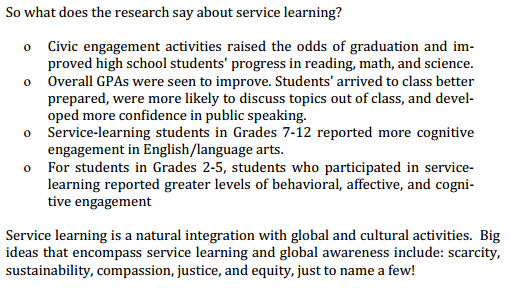 So what does the research say about service learning?
o Civic engagement activities raised the odds of graduation and im-
proved high school students' progress in reading, math, and science.
o Overall GPAs were seen to improve. Students' arrived to class better
prepared, were more likely to discuss topics out of class, and devel-
oped more confidence in public speaking.
o Service-learning students in Grades 7-12 reported more cognitive
engagement in English/language arts.
o For students in Grades 2-5, students who participated in service-
learning reported greater levels of behavioral, affective, and cogni-
tive engagement
Service learning is a natural integration with global and cultural activities. Big
ideas that encompass service learning and global awareness include: scarcity,
sustainability, compassion, justice, and equity, just to name a few!